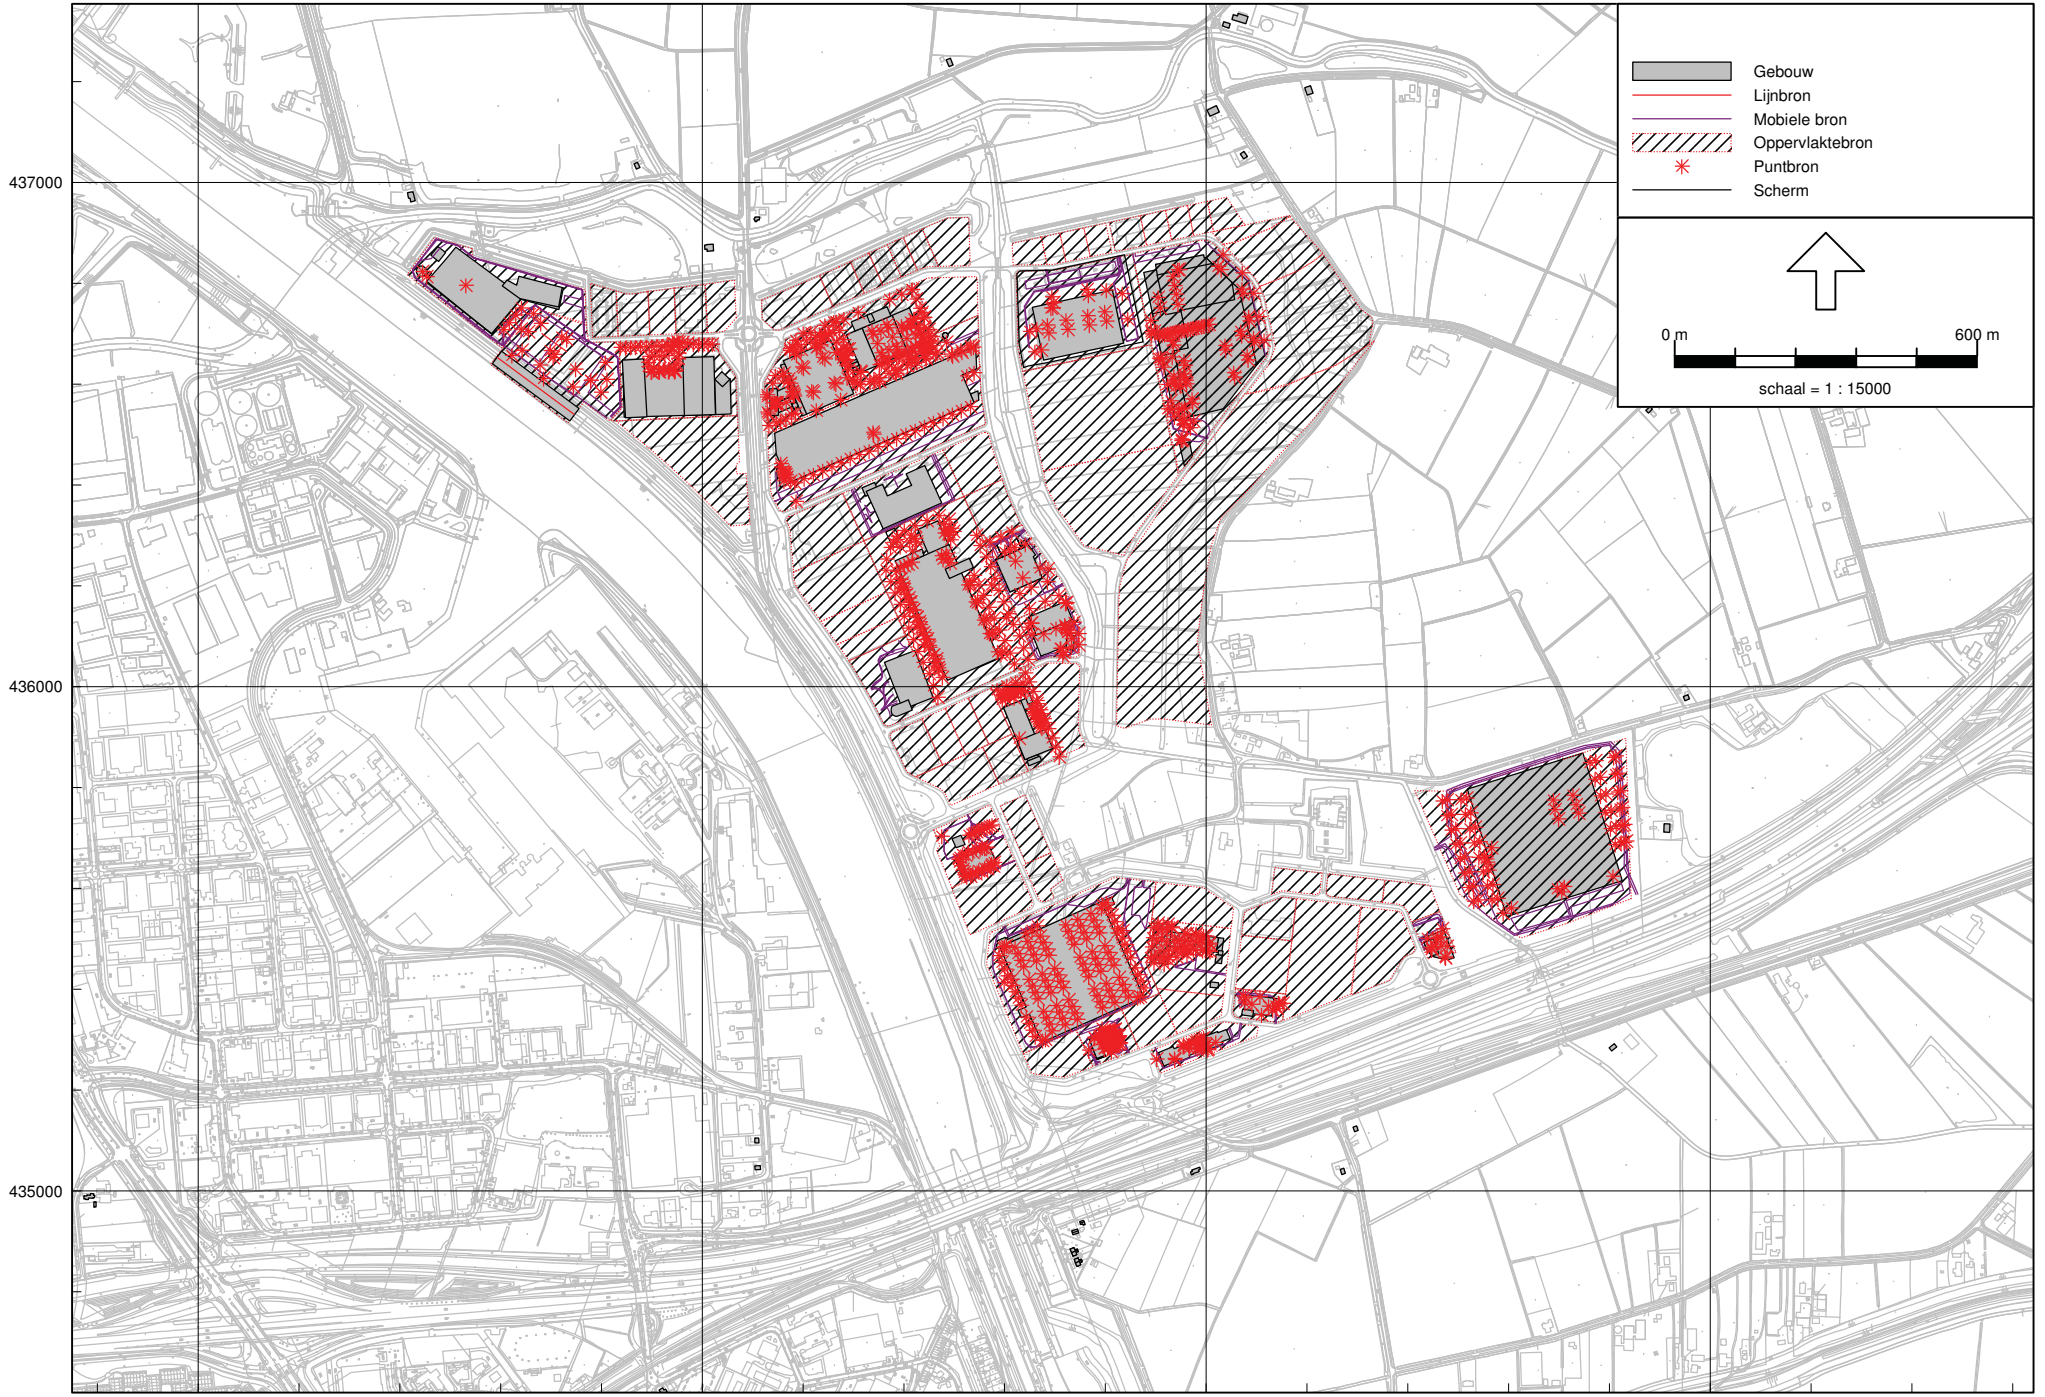 Gebouw
Lijnbron
Mobiele bron
Oppervlaktebron
Puntbron
Scherm
0 m 600 m
schaal = 1 : 15000
437000
436000
435000